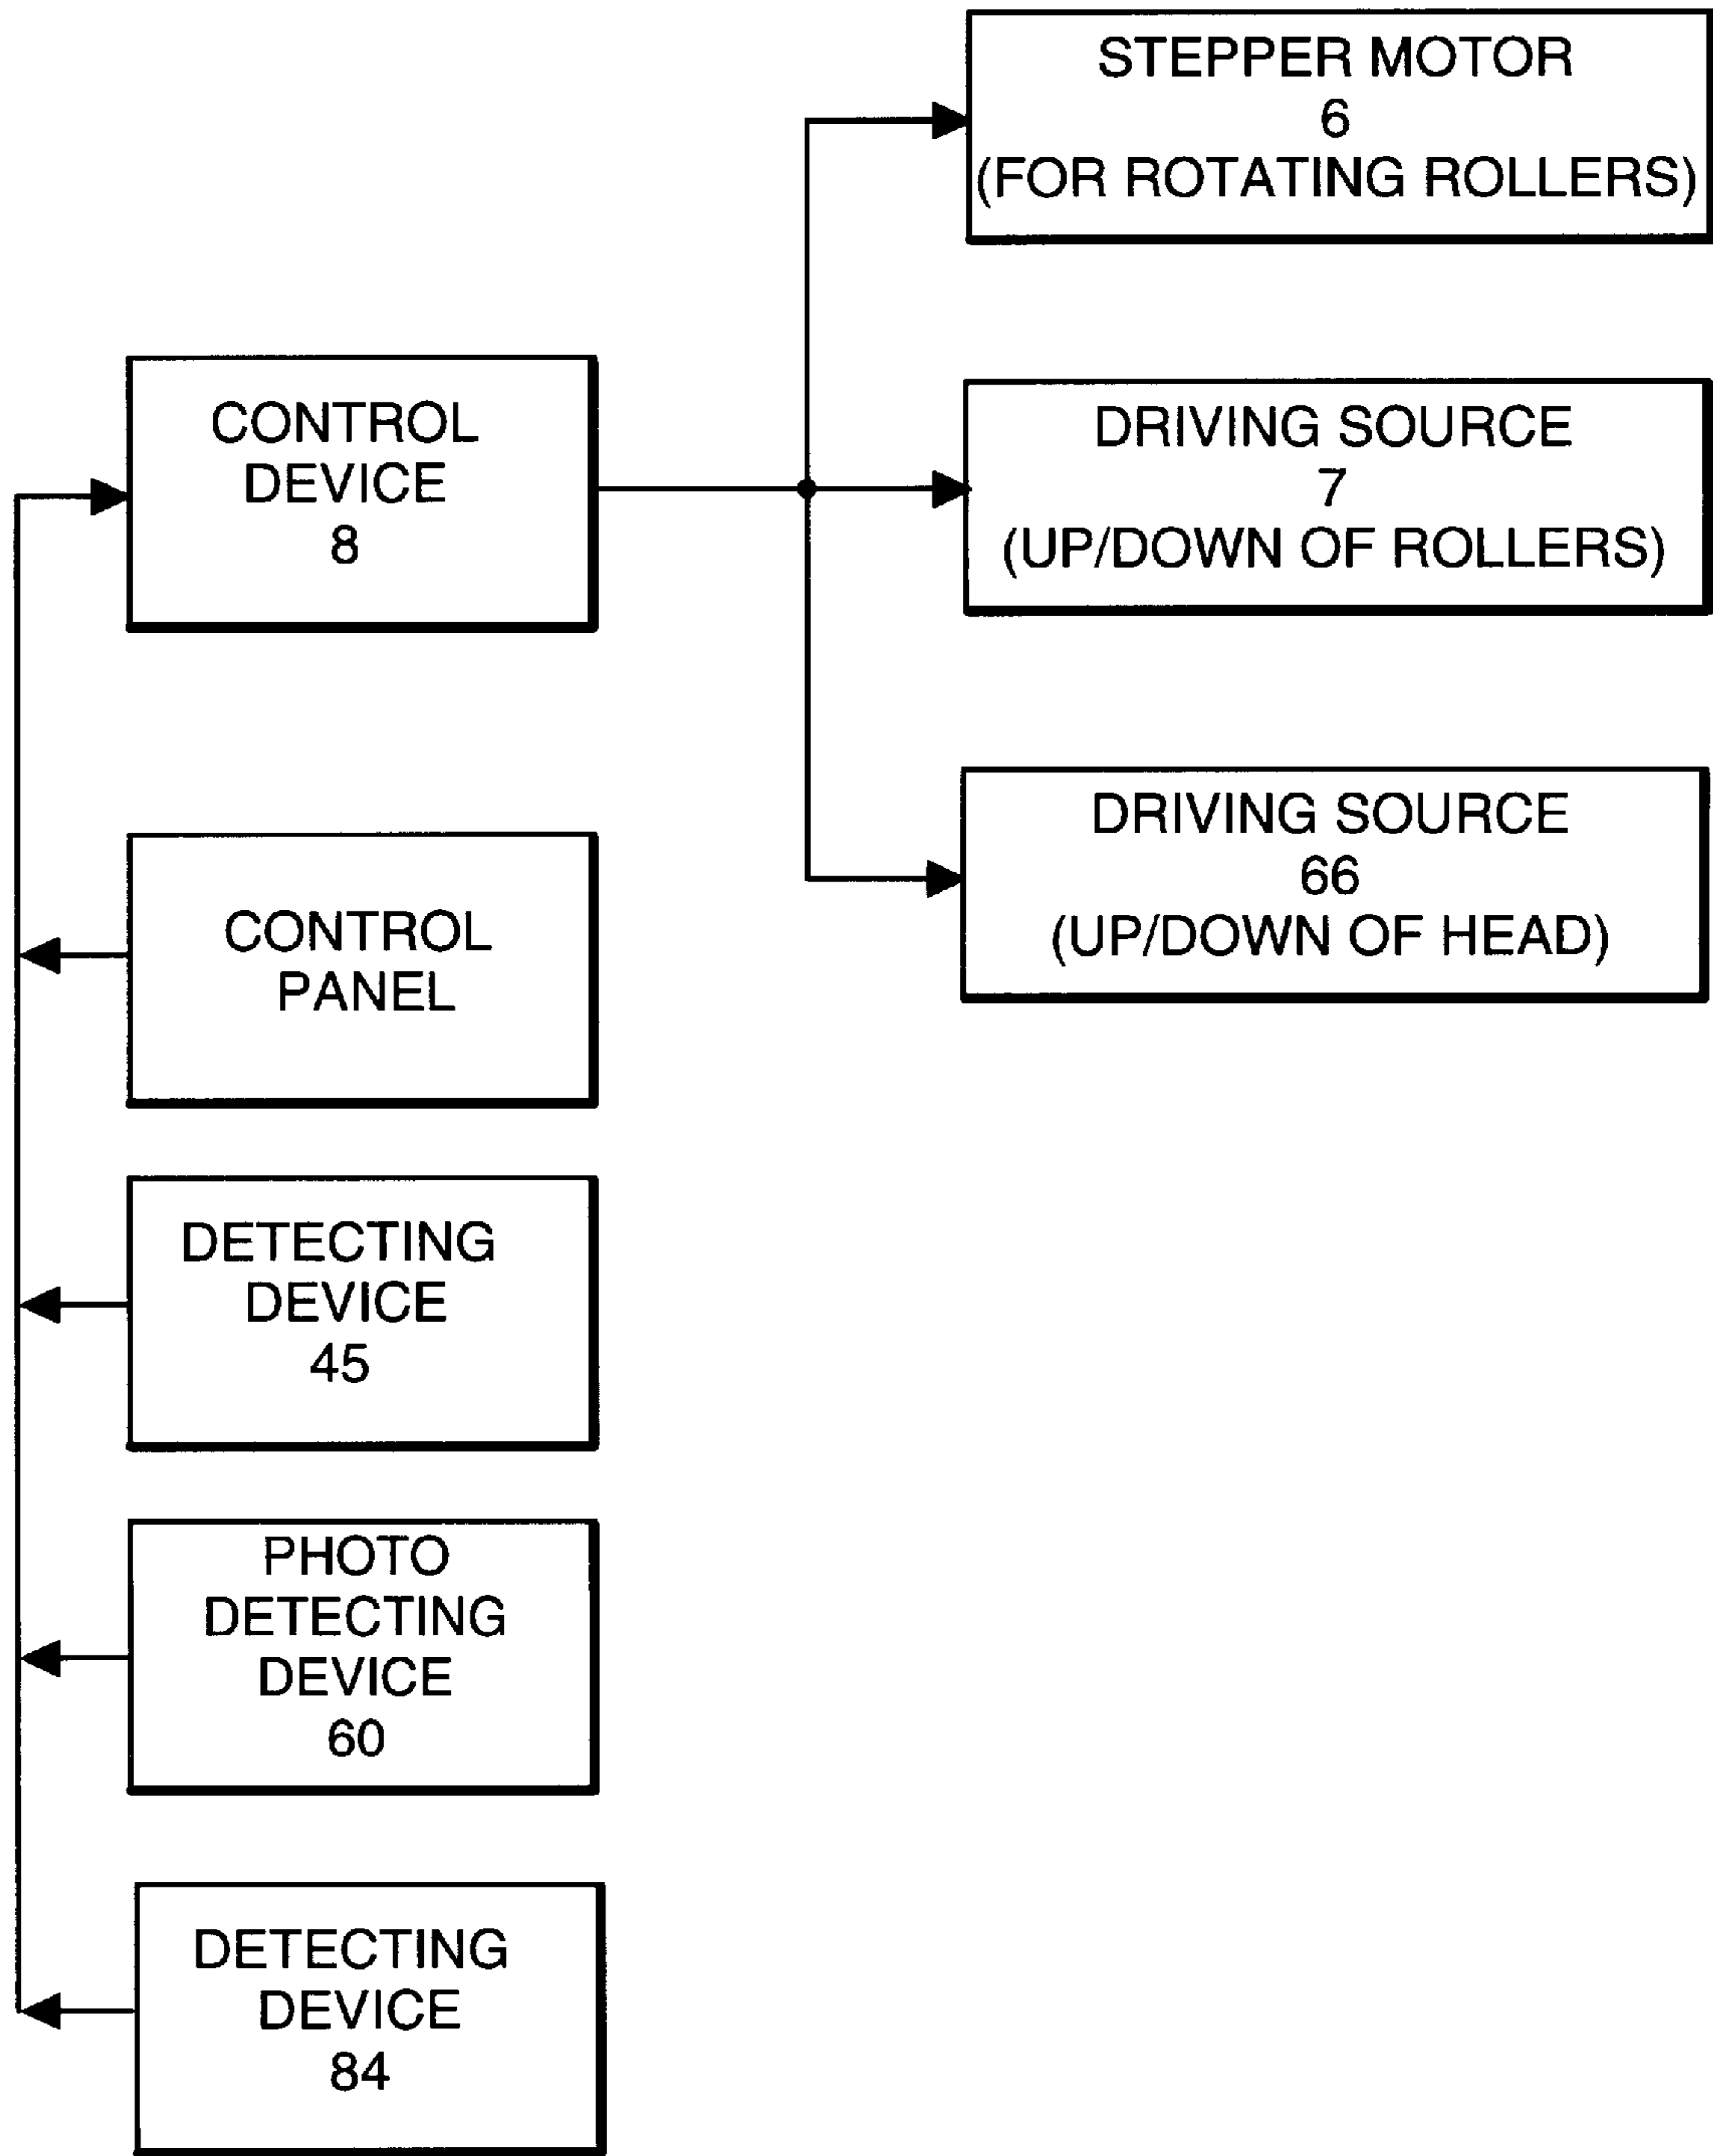 STEPPER MOTOR
6
(FOR ROTATING ROLLERS)
CONTROL
DEVICE
8
DRIVING SOURCE
7
(UP/DOWN OF ROLLERS)
DRIVING SOURCE
66
(UP/DOWN OF HEAD)
CONTROL
PANEL
DETECTING
DEVICE
45
PHOTO
DETECTING
DEVICE
60
DETECTING
DEVICE
84